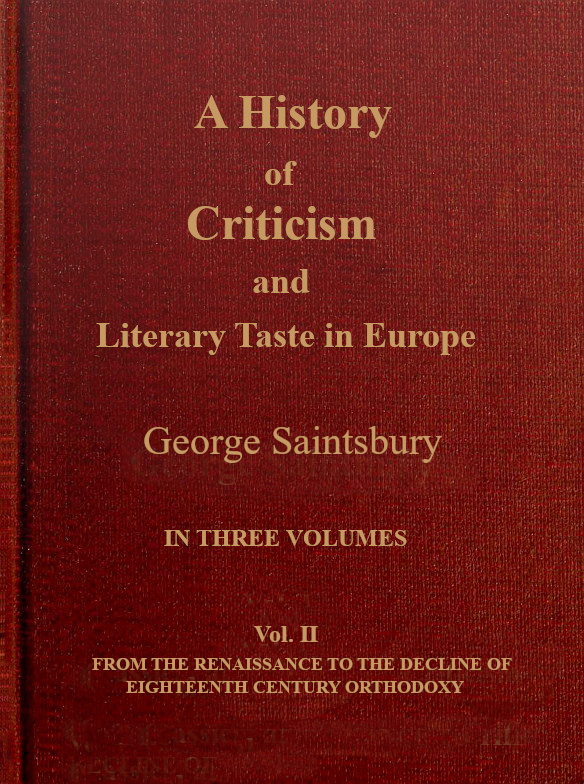 A History
of
Criticism
and
Literary Taste in Europe
George Saintsbury
IN THREE VOLUMES
Vol. II
FROM THE RENAISSANCE TO THE DECLINE OF
EIGHTEENTH CENTURY ORTHODOXY